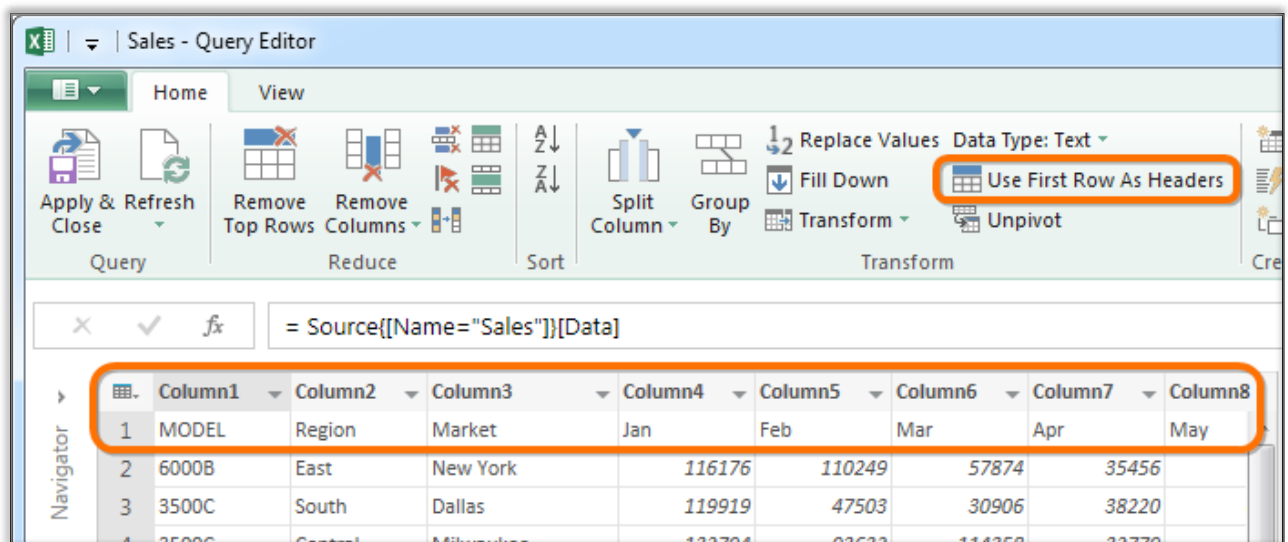 Sales - Query Editor
Home View
Apply & Close
Refresh
Remove Top Rows
Remove Columns
Split Column
Group By
Replace Values
Fill Down
Transform
Data Type: Text
Use First Row As Headers
Unpivot
Query Reduce Sort Transform Cre
fx = Source{[Name="Sales"]}[Data]
Navigator
Column1 Column2 Column3 Column4 Column5 Column6 Column7 Column8
1 MODEL Region Market Jan Feb Mar Apr May
2 6000B East New York 116176 110249 57874 35456
3 3500C South Dallas 119919 47503 30906 38220